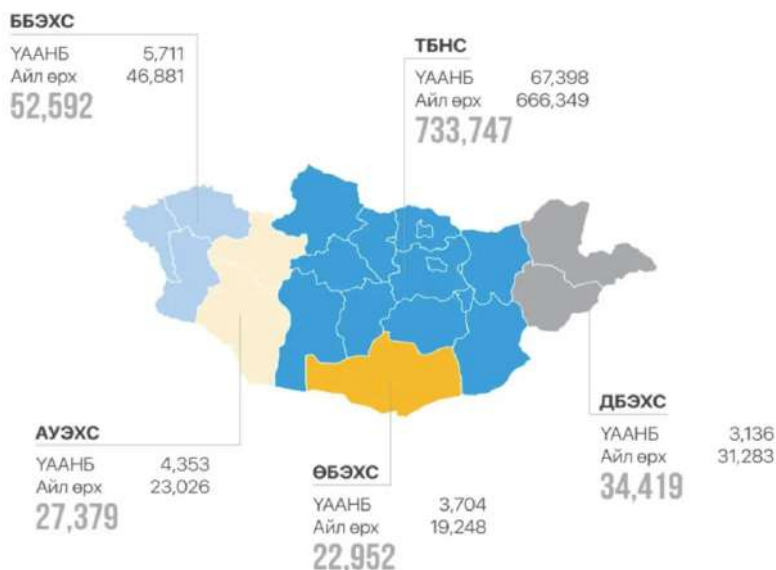 ББЭХС
ҮААНБ 5,711
Айл өрх 46,881
52,592
ТБНС
ҮААНБ 67,398
Айл өрх 666,349
733,747
АУЭХС
ҮААНБ 4,353
Айл өрх 23,026
27,379
ӨБЭХС
ҮААНБ 3,704
Айл өрх 19,248
22,952
ДБЭХС
ҮААНБ 3,136
Айл өрх 31,283
34,419